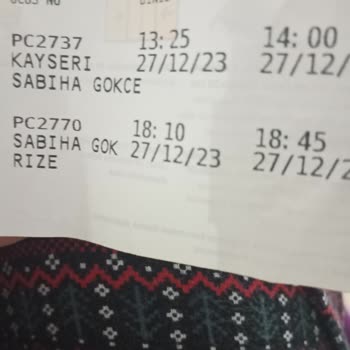 PC2737 13:25 14:00
KAYSERI 27/12/23 27/12/
SABIHA GOKCE
PC2770 18:10 18:45
SABIHA GOK 27/12/23 27/12/2
RIZE